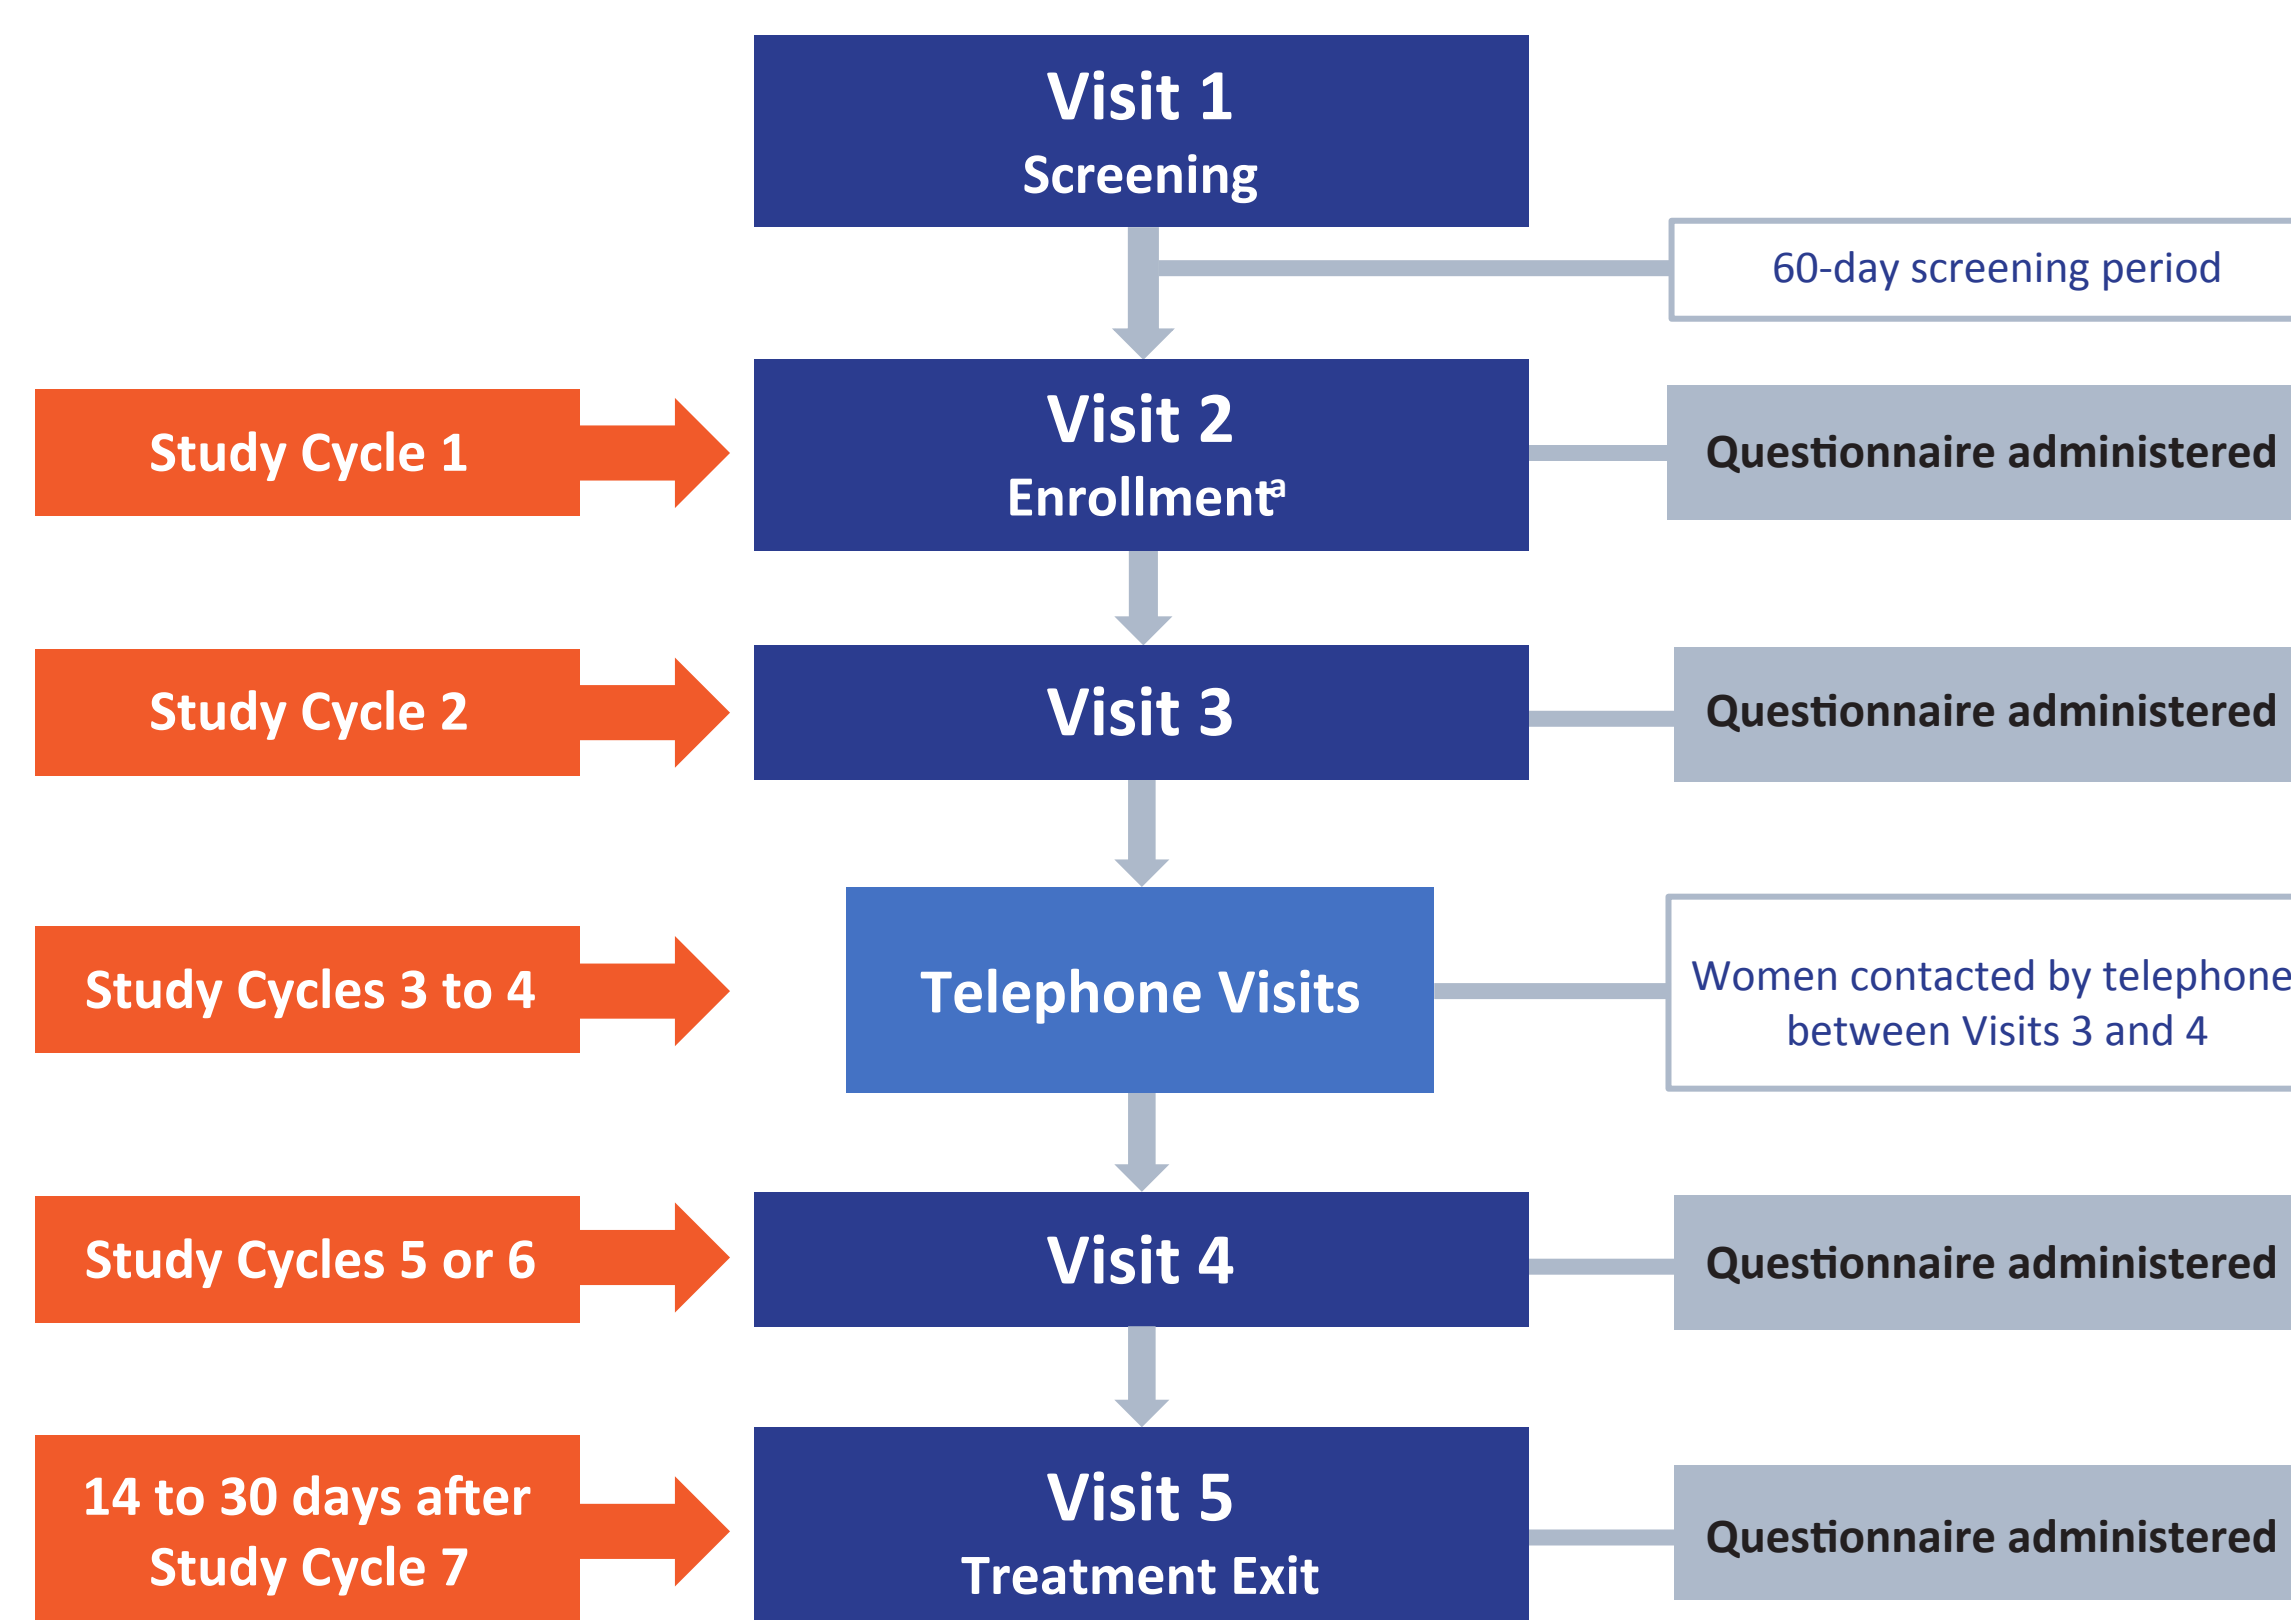 Visit 1
Screening
60-day screening period
Study Cycle 1
Visit 2
Enrollmentᵃ
Questionnaire administered
Study Cycle 2
Visit 3
Questionnaire administered
Study Cycles 3 to 4
Telephone Visits
Women contacted by telephone
between Visits 3 and 4
Study Cycles 5 or 6
Visit 4
Questionnaire administered
14 to 30 days after
Study Cycle 7
Visit 5
Treatment Exit
Questionnaire administered